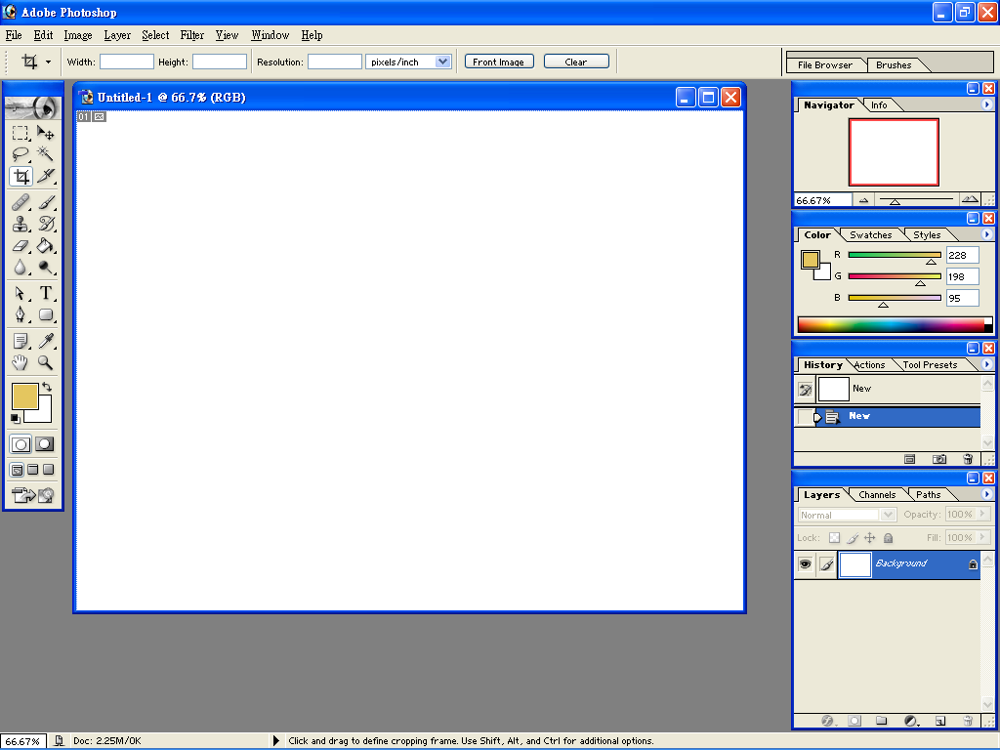 Adobe Photoshop
File Edit Image Layer Select Filter View Window Help
Width: Height: Resolution: pixels/inch Front Image Clear File Browser Brushes
Untitled-1 @ 66.7% (RGB)
01
Navigator Info
66.67%
Color Swatches Styles
R 228
G 198
B 95
T
History Actions Tool Presets
New
New
Layers Channels Paths
Normal Opacity: 100%
Lock: Fill: 100%
Background
66.67% Doc: 2.25M/0K Click and drag to define cropping frame. Use Shift, Alt, and Ctrl for additional options.